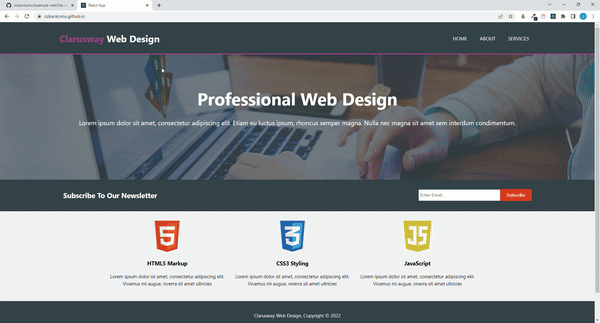 React App
ozkankomu.github.io
Clarusway Web Design
HOME ABOUT SERVICES
Professional Web Design
Lorem ipsum dolor sit amet, consectetur adipiscing elit. Etiam eu luctus ipsum, rhoncus semper magna. Nulla nec magna sit amet sem interdum condimentum.
Subscribe To Our Newsletter
Enter Email...
Subscribe
HTML5 Markup
Lorem ipsum dolor sit amet, consectetur adipiscing elit.
Vivamus mi augue, viverra sit amet ultricies
CSS3 Styling
Lorem ipsum dolor sit amet, consectetur adipiscing elit.
Vivamus mi augue, viverra sit amet ultricies
JavaScript
Lorem ipsum dolor sit amet, consectetur adipiscing elit.
Vivamus mi augue, viverra sit amet ultricies
Clarusway Web Design, Copyright © 2022